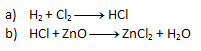 a) H₂ + Cl₂ ⟶ HCl
b) HCl + ZnO ⟶ ZnCl₂ + H₂O